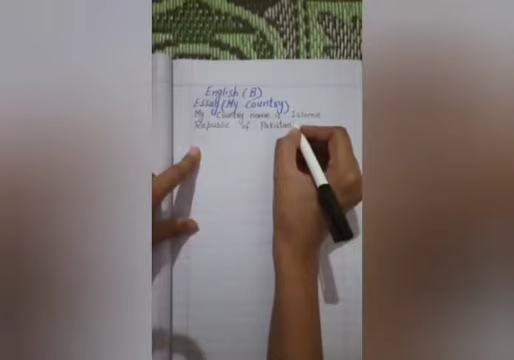 English (B)
Essay (My Country)
My Country name is Islamic
Republic of Pakistan